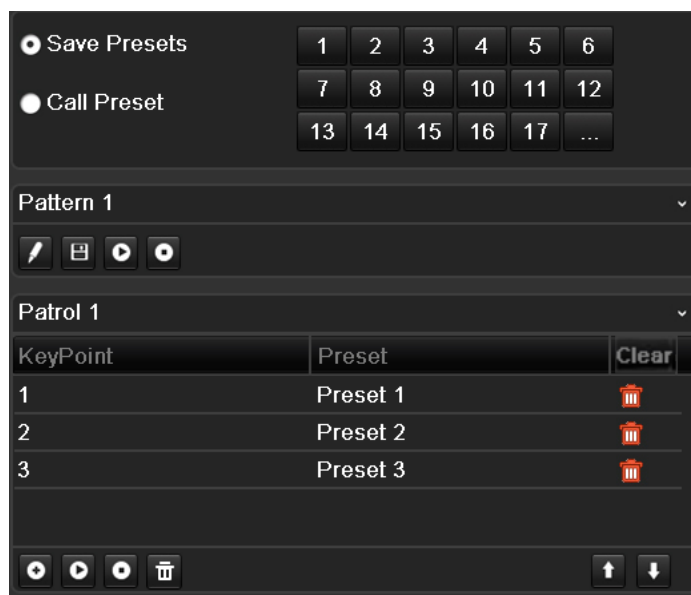 Save Presets
1 2 3 4 5 6
Call Preset
7 8 9 10 11 12
13 14 15 16 17 ...
Pattern 1
Patrol 1
KeyPoint Preset Clear
1 Preset 1
2 Preset 2
3 Preset 3